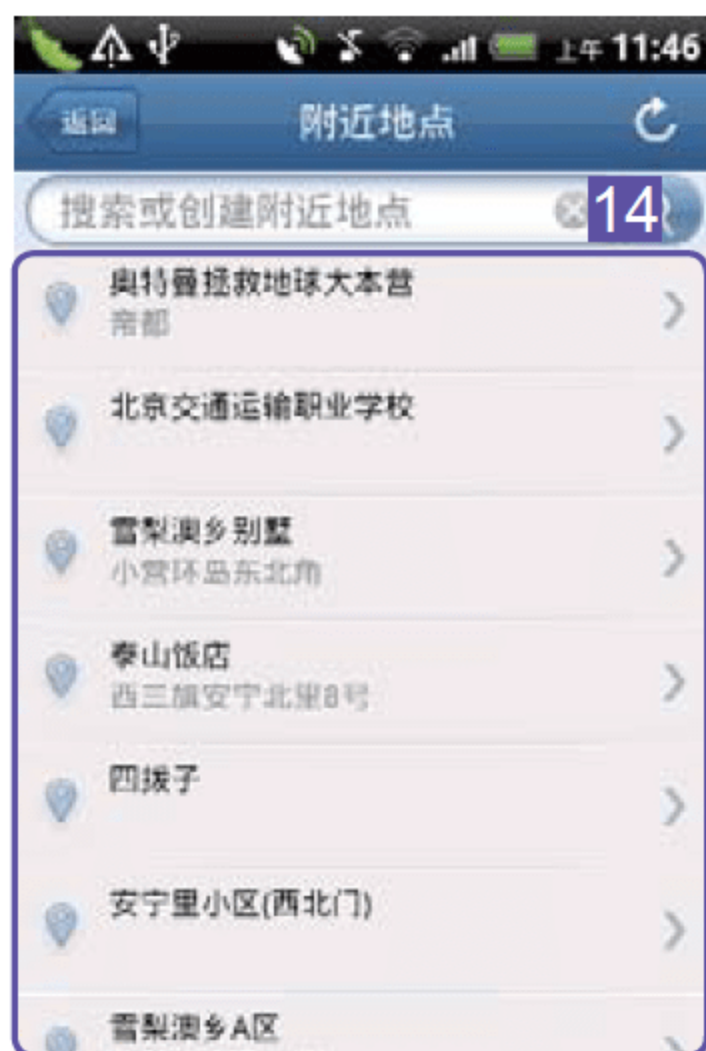 上午 11:46
返回
附近地点
搜索或创建附近地点
14
奥特曼拯救地球大本营
帝都
北京交通运输职业学校
雪梨澳乡别墅
小营环岛东北角
泰山饭店
西三旗安宁北里8号
四拨子
安宁里小区(西北门)
雪梨澳乡A区